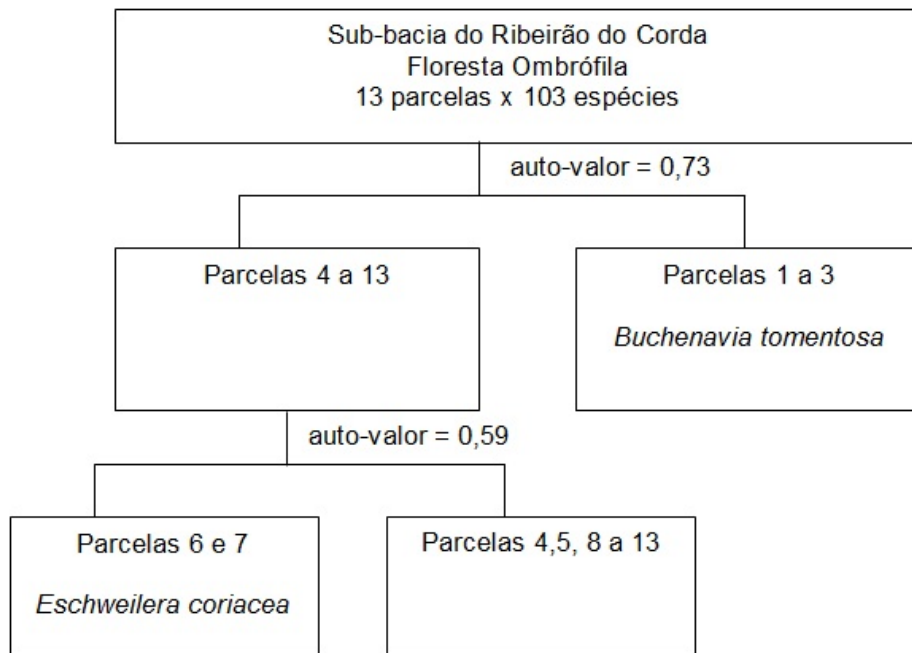 Sub-bacia do Ribeirão do Corda
Floresta Ombrófila
13 parcelas x 103 espécies
auto-valor = 0,73
Parcelas 4 a 13
Parcelas 1 a 3
Buchenavia tomentosa
auto-valor = 0,59
Parcelas 6 e 7
Eschweilera coriacea
Parcelas 4,5, 8 a 13